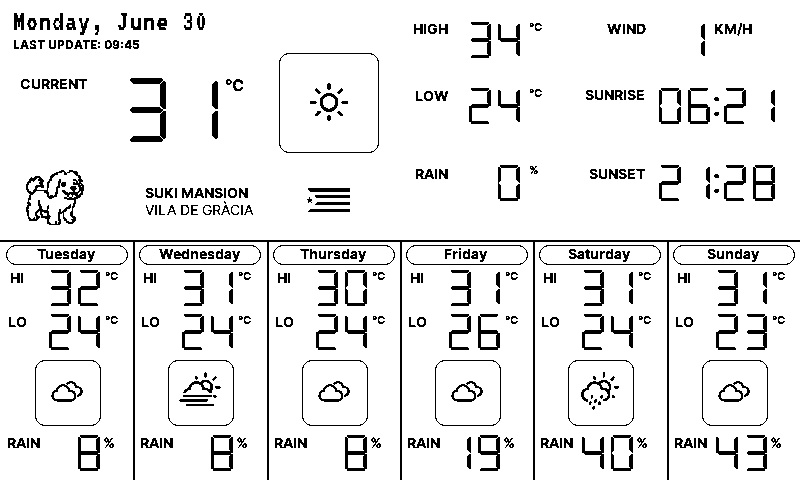 Monday, June 30
LAST UPDATE: 09:45
CURRENT 31 °C
HIGH 34 °C
LOW 24 °C
RAIN 0 %
WIND 1 KM/H
SUNRISE 06:21
SUNSET 21:28
SUKI MANSION
VILA DE GRÀCIA
Tuesday
HI 32 °C
LO 24 °C
RAIN 8 %
Wednesday
HI 31 °C
LO 24 °C
RAIN 8 %
Thursday
HI 30 °C
LO 24 °C
RAIN 8 %
Friday
HI 31 °C
LO 26 °C
RAIN 19 %
Saturday
HI 31 °C
LO 24 °C
RAIN 40 %
Sunday
HI 31 °C
LO 23 °C
RAIN 43 %